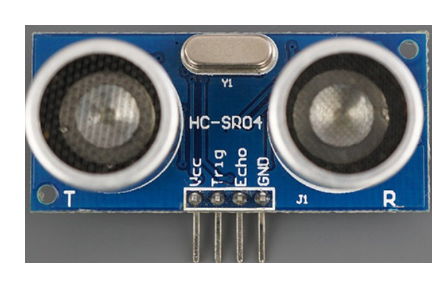 Y1
HC-SR04
Vcc
Trig
Echo
GND
T
J1
R